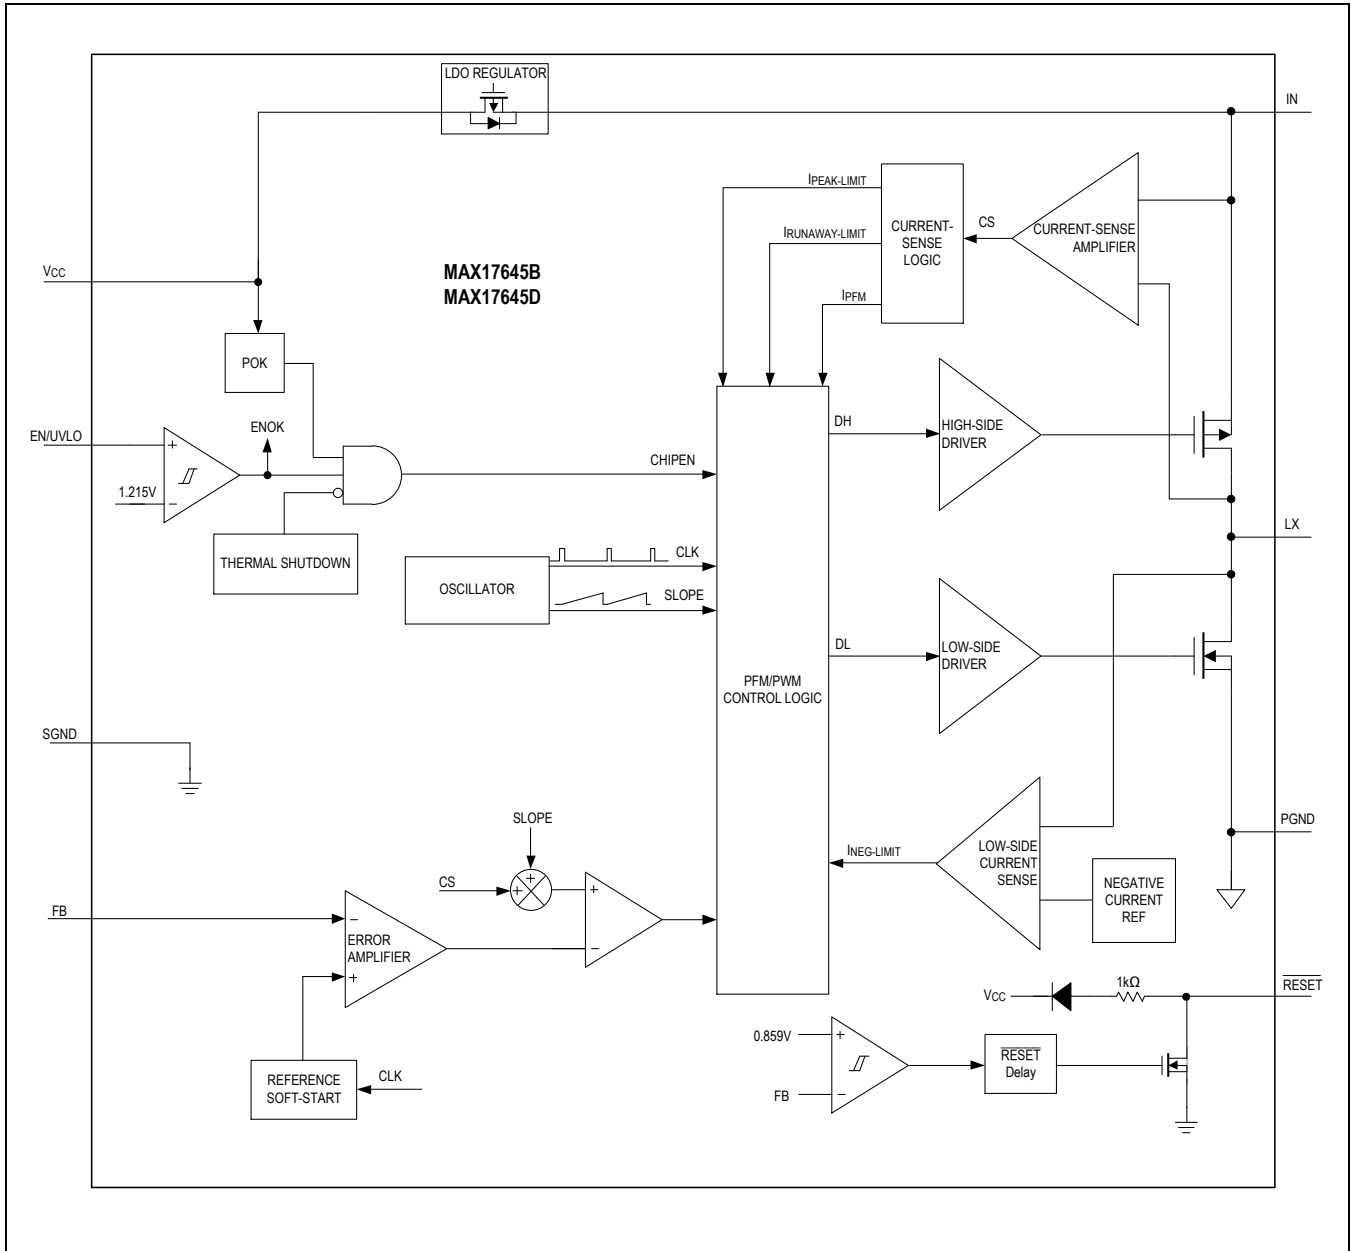 LDO REGULATOR
IN
IPEAK-LIMIT
IRUNAWAY-LIMIT
IPFM
CURRENT-
SENSE
LOGIC
CS
CURRENT-SENSE
AMPLIFIER
VCC
MAX17645B
MAX17645D
POK
EN/UVLO
+
1.215V
−
ENOK
THERMAL SHUTDOWN
CHIPEN
DH
HIGH-SIDE
DRIVER
LX
OSCILLATOR
CLK
SLOPE
DL
LOW-SIDE
DRIVER
PFM/PWM
CONTROL LOGIC
SGND
PGND
SLOPE
+
CS
+
+
−
INEG-LIMIT
LOW-SIDE
CURRENT
SENSE
NEGATIVE
CURRENT
REF
FB
−
ERROR
AMPLIFIER
+
REFERENCE
SOFT-START
CLK
VCC
1kΩ
RESET
0.859V
+
FB
−
RESET
Delay